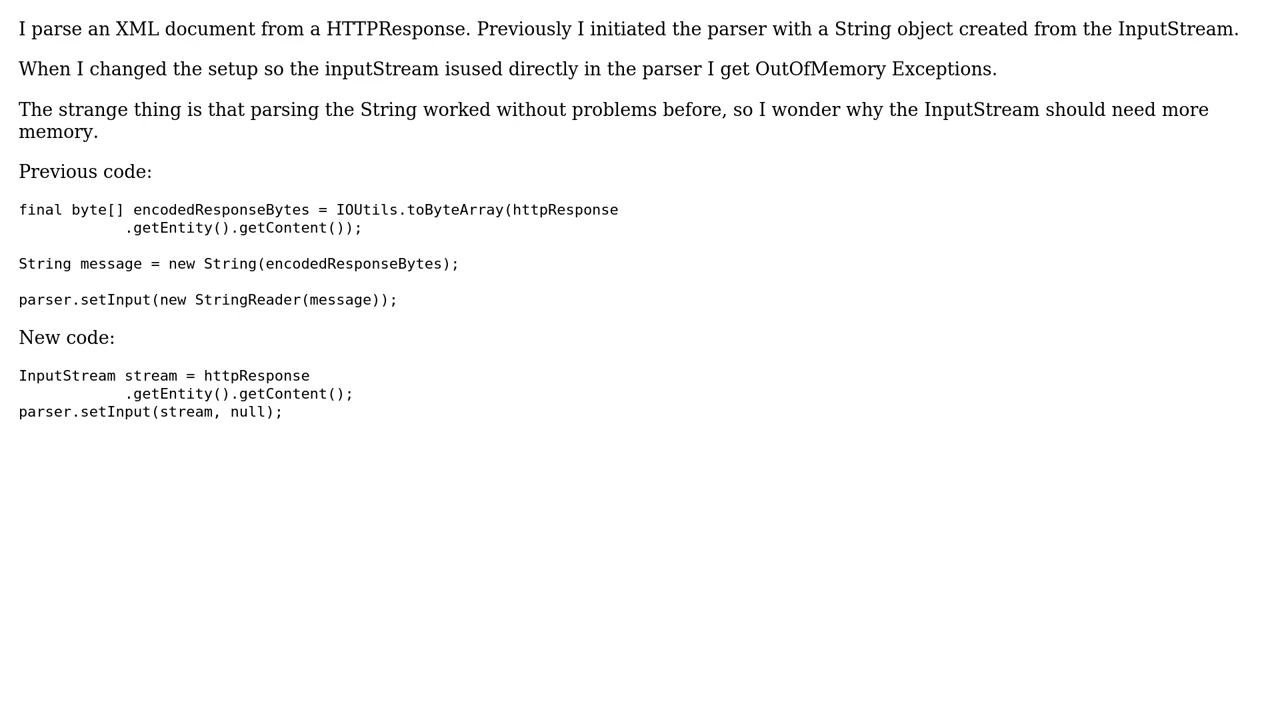 I parse an XML document from a HTTPResponse. Previously I initiated the parser with a String object created from the InputStream.
When I changed the setup so the inputStream isused directly in the parser I get OutOfMemory Exceptions.
The strange thing is that parsing the String worked without problems before, so I wonder why the InputStream should need more
memory.
Previous code:
final byte[] encodedResponseBytes = IOUtils.toByteArray(httpResponse
            .getEntity().getContent());
String message = new String(encodedResponseBytes);
parser.setInput(new StringReader(message));
New code:
InputStream stream = httpResponse
            .getEntity().getContent();
parser.setInput(stream, null);